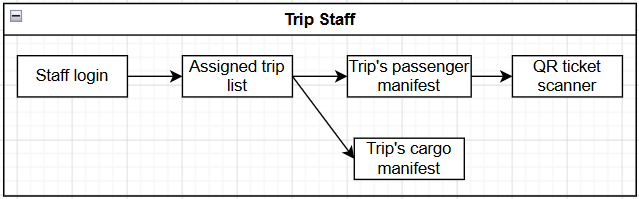 Trip Staff
Staff login
Assigned trip
list
Trip's passenger
manifest
QR ticket
scanner
Trip's cargo
manifest